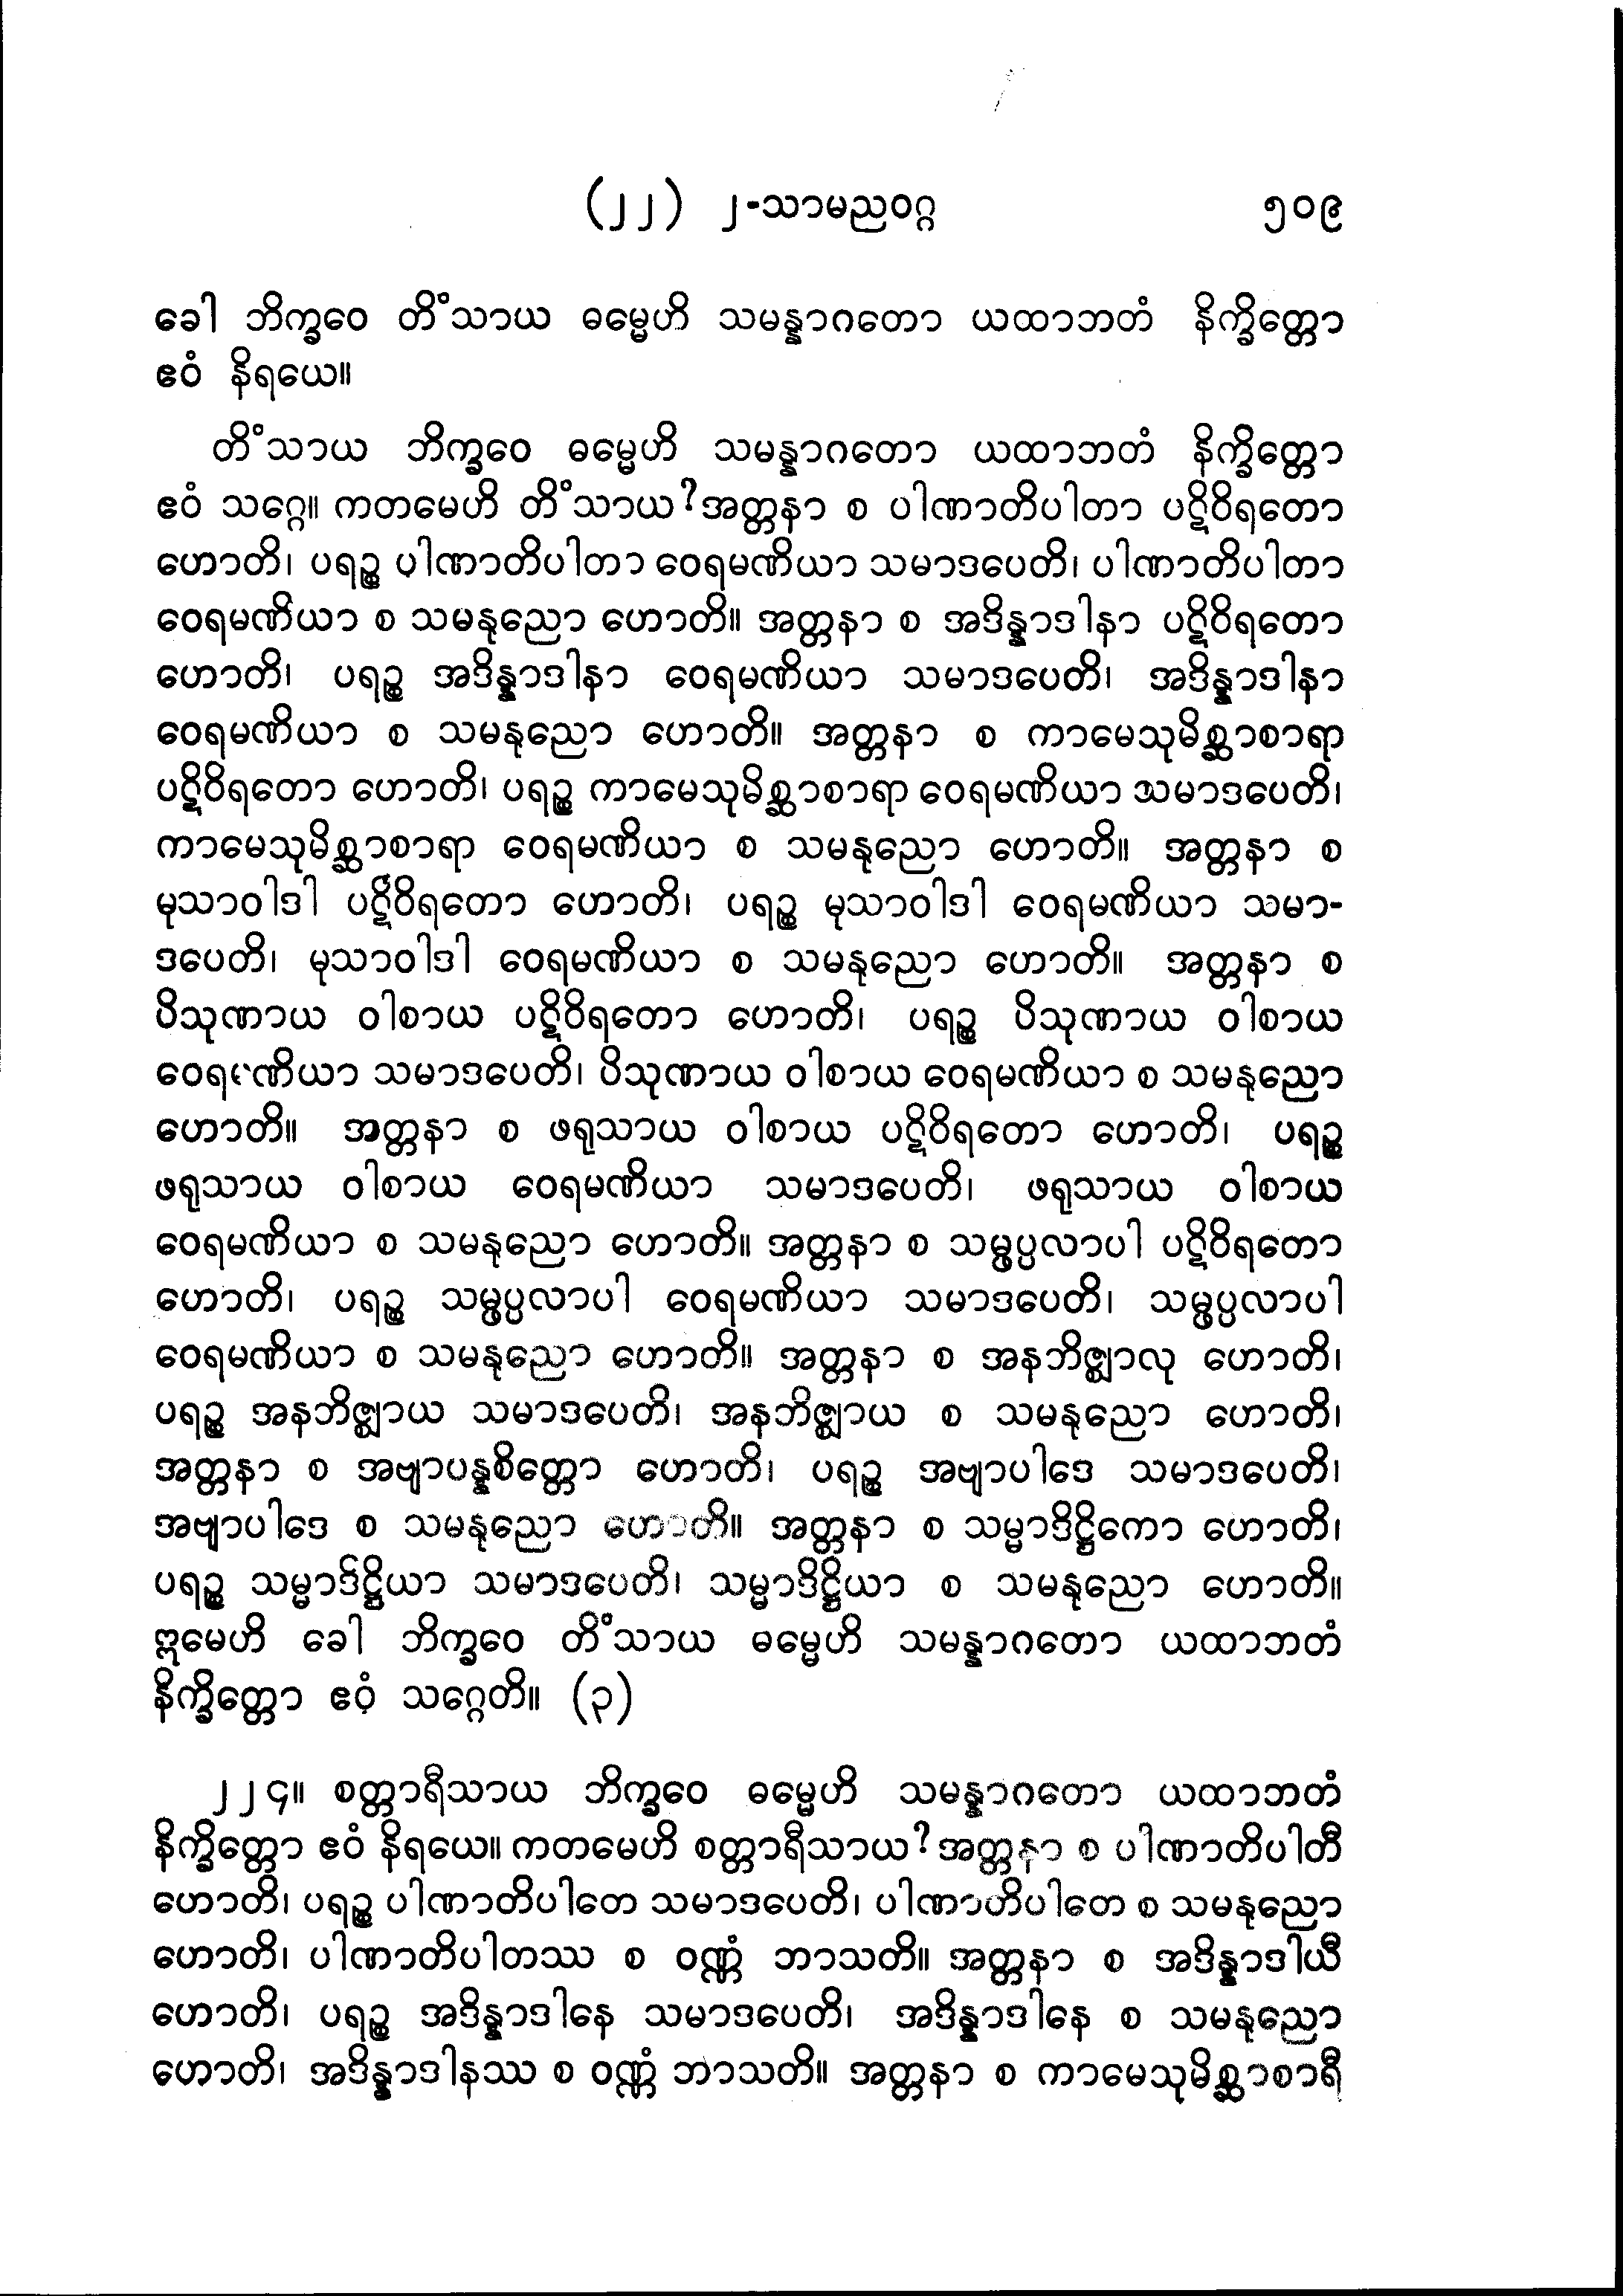 (၂၂) ၂-သာမညဝဂ္ဂ ၅၀၉
ခေါ ဘိက္ခဝေ တိံသာယ ဓမ္မေဟိ သမန္နာဂတော ယထာဘတံ နိက္ခိတ္တော
ဧဝံ နိရယေ။
တိံသာယ ဘိက္ခဝေ ဓမ္မေဟိ သမန္နာဂတော ယထာဘတံ နိက္ခိတ္တော
ဧဝံ သဂ္ဂေ။ ကတမေဟိ တိံသာယ? အတ္တနာ စ ပါဏာတိပါတာ ပဋိဝိရတော
ဟောတိ၊ ပရဉ္စ ပါဏာတိပါတာ ဝေရမဏိယာ သမာဒပေတိ၊ ပါဏာတိပါတာ
ဝေရမဏိယာ စ သမနုညော ဟောတိ။ အတ္တနာ စ အဒိန္နာဒါနာ ပဋိဝိရတော
ဟောတိ၊ ပရဉ္စ အဒိန္နာဒါနာ ဝေရမဏိယာ သမာဒပေတိ၊ အဒိန္နာဒါနာ
ဝေရမဏိယာ စ သမနုညော ဟောတိ။ အတ္တနာ စ ကာမေသုမိစ္ဆာစာရာ
ပဋိဝိရတော ဟောတိ၊ ပရဉ္စ ကာမေသုမိစ္ဆာစာရာ ဝေရမဏိယာ သမာဒပေတိ၊
ကာမေသုမိစ္ဆာစာရာ ဝေရမဏိယာ စ သမနုညော ဟောတိ။ အတ္တနာ စ
မုသာဝါဒါ ပဋိဝိရတော ဟောတိ၊ ပရဉ္စ မုသာဝါဒါ ဝေရမဏိယာ သမာ-
ဒပေတိ၊ မုသာဝါဒါ ဝေရမဏိယာ စ သမနုညော ဟောတိ။ အတ္တနာ စ
ပိသုဏာယ ဝါစာယ ပဋိဝိရတော ဟောတိ၊ ပရဉ္စ ပိသုဏာယ ဝါစာယ
ဝေရမဏိယာ သမာဒပေတိ၊ ပိသုဏာယ ဝါစာယ ဝေရမဏိယာ စ သမနုညော
ဟောတိ။ အတ္တနာ စ ဖရုသာယ ဝါစာယ ပဋိဝိရတော ဟောတိ၊ ပရဉ္စ
ဖရုသာယ ဝါစာယ ဝေရမဏိယာ သမာဒပေတိ၊ ဖရုသာယ ဝါစာယ
ဝေရမဏိယာ စ သမနုညော ဟောတိ။ အတ္တနာ စ သမ္ဖပ္ပလာပါ ပဋိဝိရတော
ဟောတိ၊ ပရဉ္စ သမ္ဖပ္ပလာပါ ဝေရမဏိယာ သမာဒပေတိ၊ သမ္ဖပ္ပလာပါ
ဝေရမဏိယာ စ သမနုညော ဟောတိ။ အတ္တနာ စ အနဘိဇ္ဈာလု ဟောတိ၊
ပရဉ္စ အနဘိဇ္ဈာယ သမာဒပေတိ၊ အနဘိဇ္ဈာယ စ သမနုညော ဟောတိ၊
အတ္တနာ စ အဗျာပန္နစိတ္တော ဟောတိ၊ ပရဉ္စ အဗျာပါဒေ သမာဒပေတိ၊
အဗျာပါဒေ စ သမနုညော ဟောတိ။ အတ္တနာ စ သမ္မာဒိဋ္ဌိကော ဟောတိ၊
ပရဉ္စ သမ္မာဒိဋ္ဌိယာ သမာဒပေတိ၊ သမ္မာဒိဋ္ဌိယာ စ သမနုညော ဟောတိ။
ဣမေဟိ ခေါ ဘိက္ခဝေ တိံသာယ ဓမ္မေဟိ သမန္နာဂတော ယထာဘတံ
နိက္ခိတ္တော ဧဝံ သဂ္ဂေတိ။ (၃)
၂၂၄။ စတ္တာရီသာယ ဘိက္ခဝေ ဓမ္မေဟိ သမန္နာဂတော ယထာဘတံ
နိက္ခိတ္တော ဧဝံ နိရယေ။ ကတမေဟိ စတ္တာရီသာယ? အတ္တနာ စ ပါဏာတိပါတီ
ဟောတိ၊ ပရဉ္စ ပါဏာတိပါတေ သမာဒပေတိ၊ ပါဏာတိပါတေ စ သမနုညော
ဟောတိ၊ ပါဏာတိပါတဿ စ ဝဏ္ဏံ ဘာသတိ။ အတ္တနာ စ အဒိန္နာဒါယီ
ဟောတိ၊ ပရဉ္စ အဒိန္နာဒါနေ သမာဒပေတိ၊ အဒိန္နာဒါနေ စ သမနုညော
ဟောတိ၊ အဒိန္နာဒါနဿ စ ဝဏ္ဏံ ဘာသတိ။ အတ္တနာ စ ကာမေသုမိစ္ဆာစာရီ